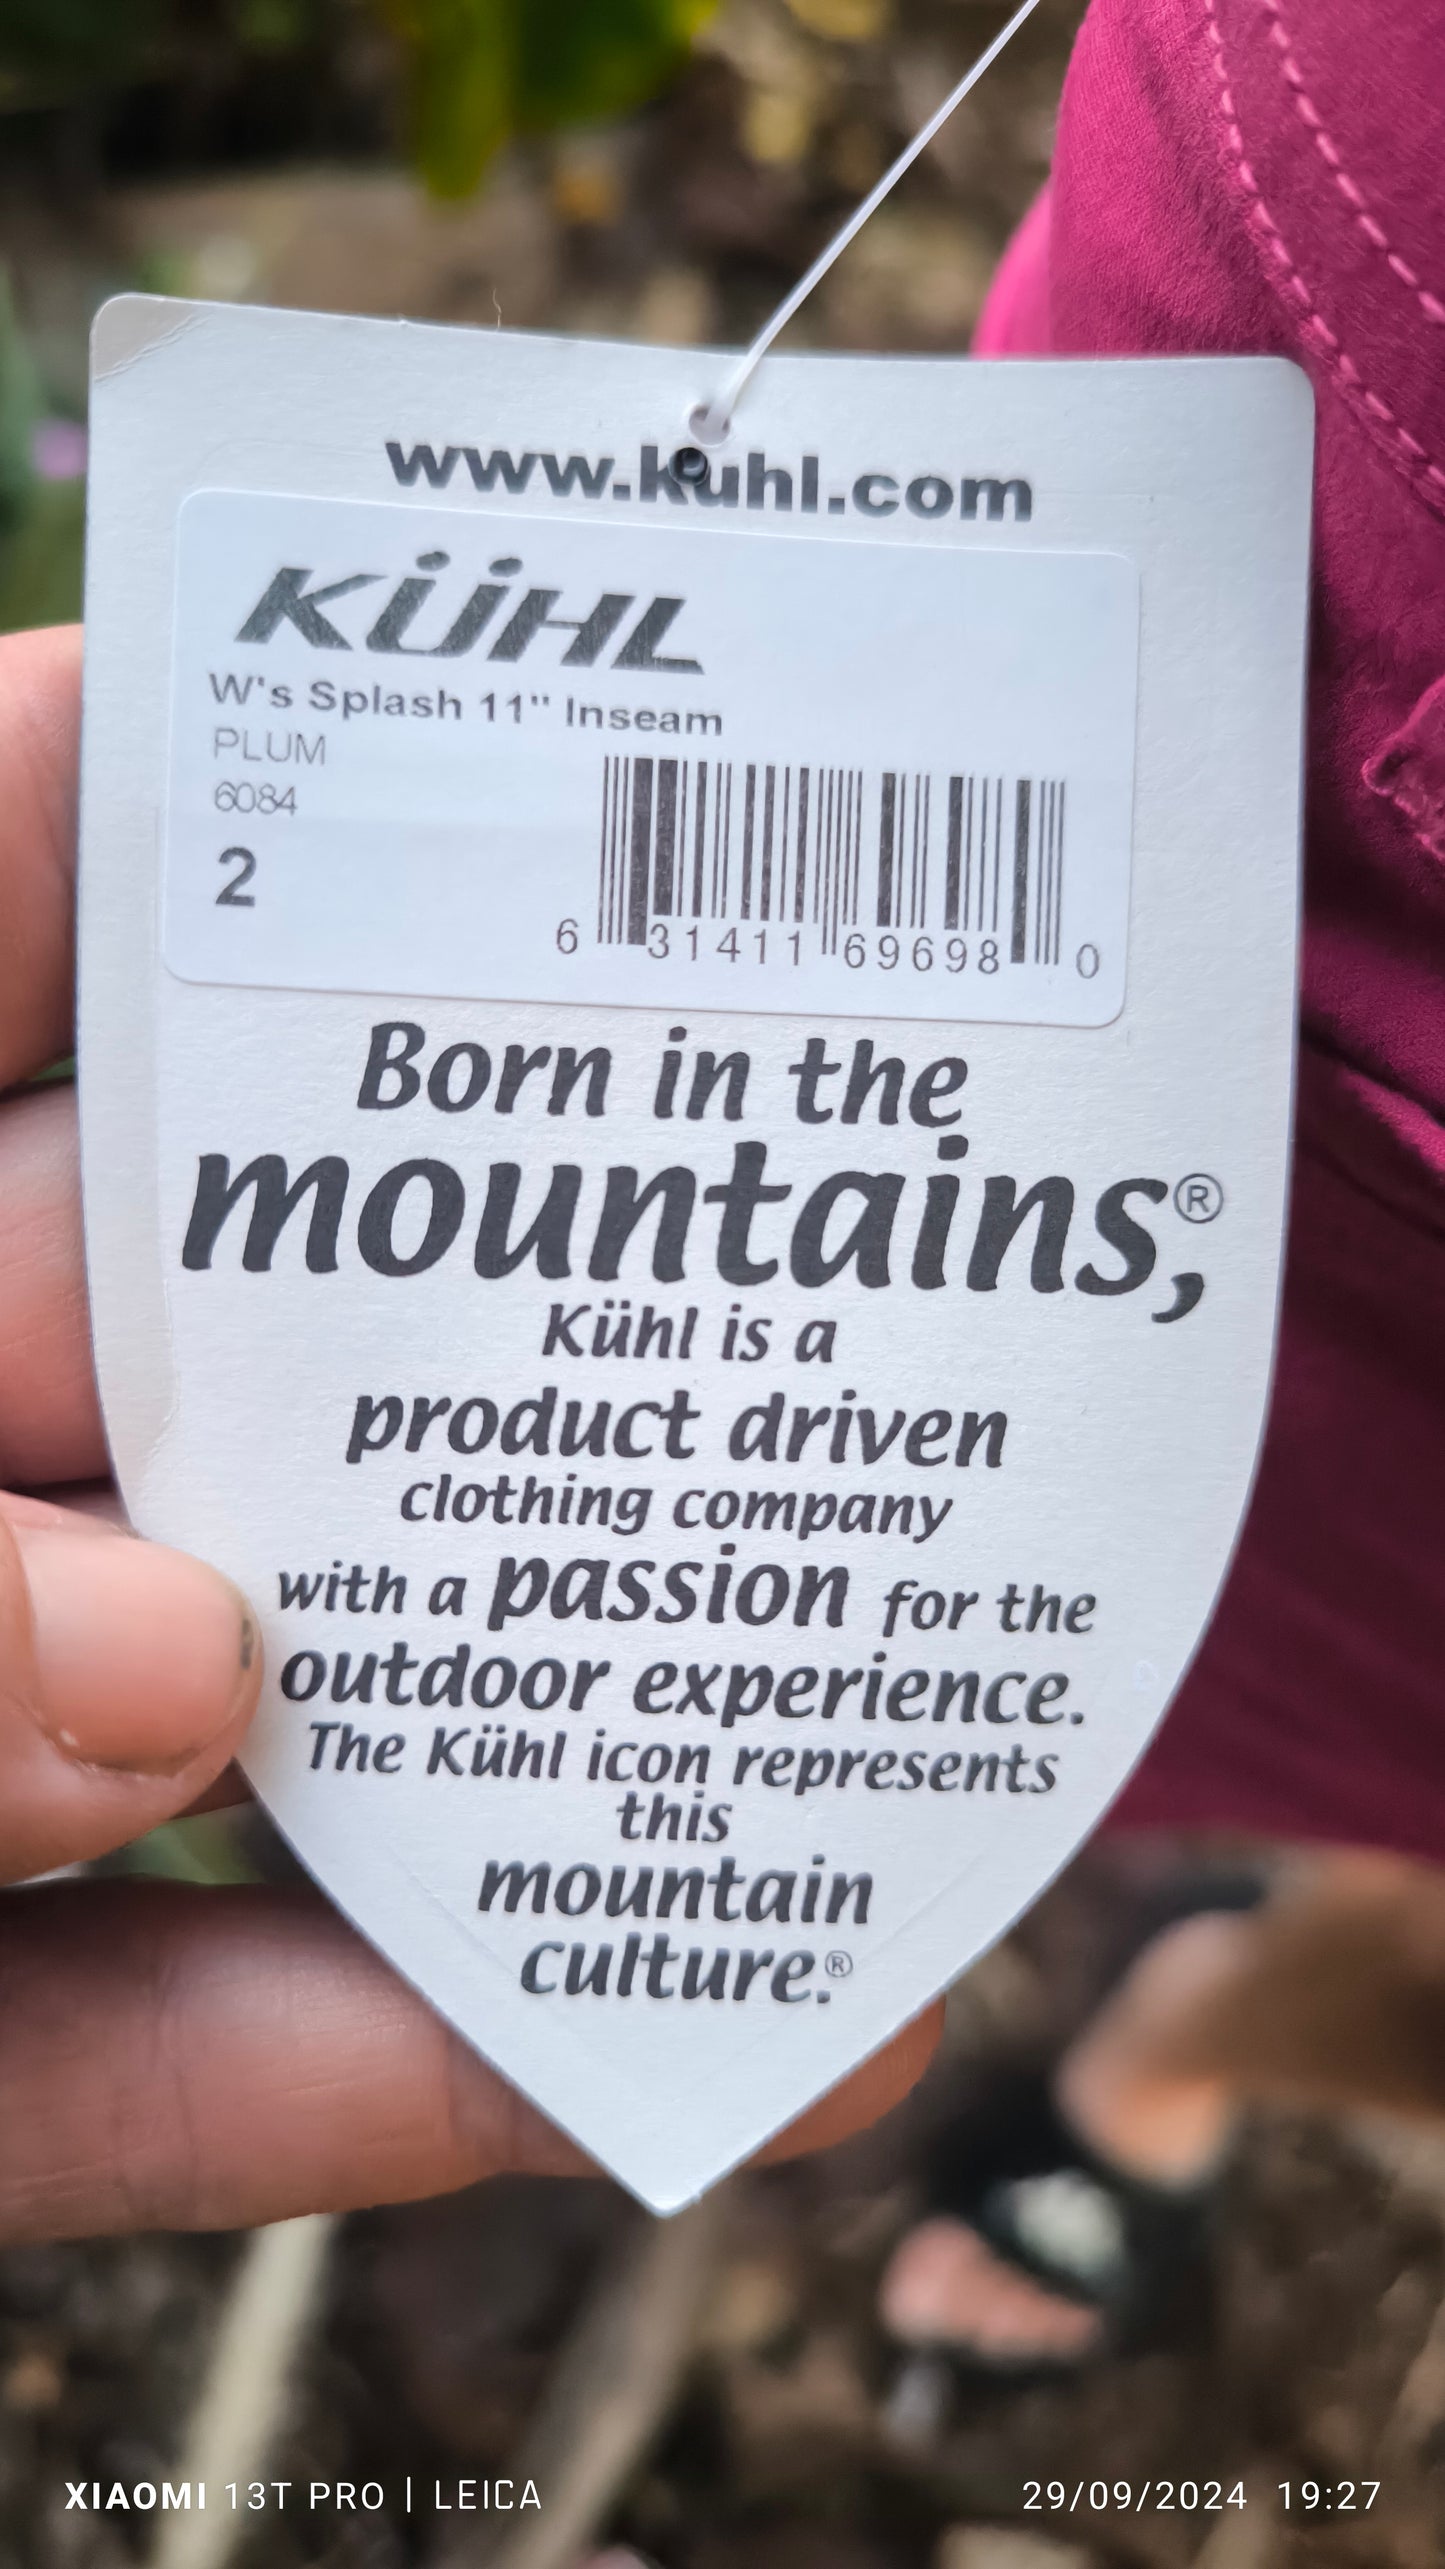 www.kuhl.com
KÜHL
W's Splash 11" Inseam
PLUM
6084
2
6 31411 69698 0
Born in the
mountains,®
Kühl is a
product driven
clothing company
with a passion for the
outdoor experience.
The Kühl icon represents
this
mountain
culture.®
XIAOMI 13T PRO | LEICA
29/09/2024 19:27